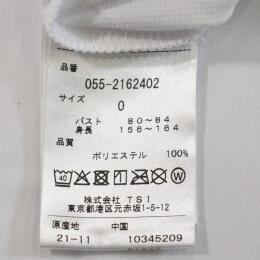 品番
055-2162402
サイズ
0
バスト 80~84
身長 156~164
品質
ポリエステル 100%
40
株式会社 TSI
東京都港区元赤坂1-5-12
原産地 中国
21-11 10345209